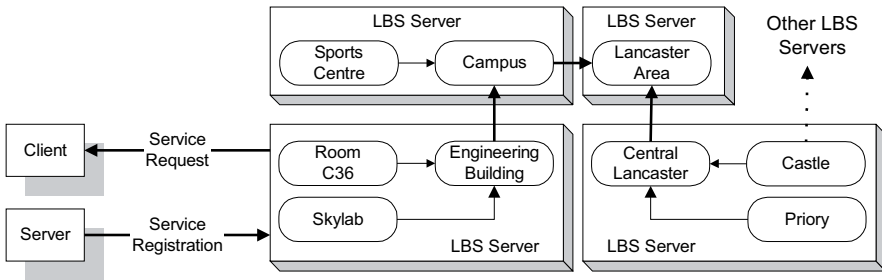 LBS Server
Sports
Centre
Campus
LBS Server
Lancaster
Area
Other LBS
Servers
Client
Service
Request
Room
C36
Engineering
Building
Skylab
LBS Server
Central
Lancaster
Castle
Priory
LBS Server
Server
Service
Registration